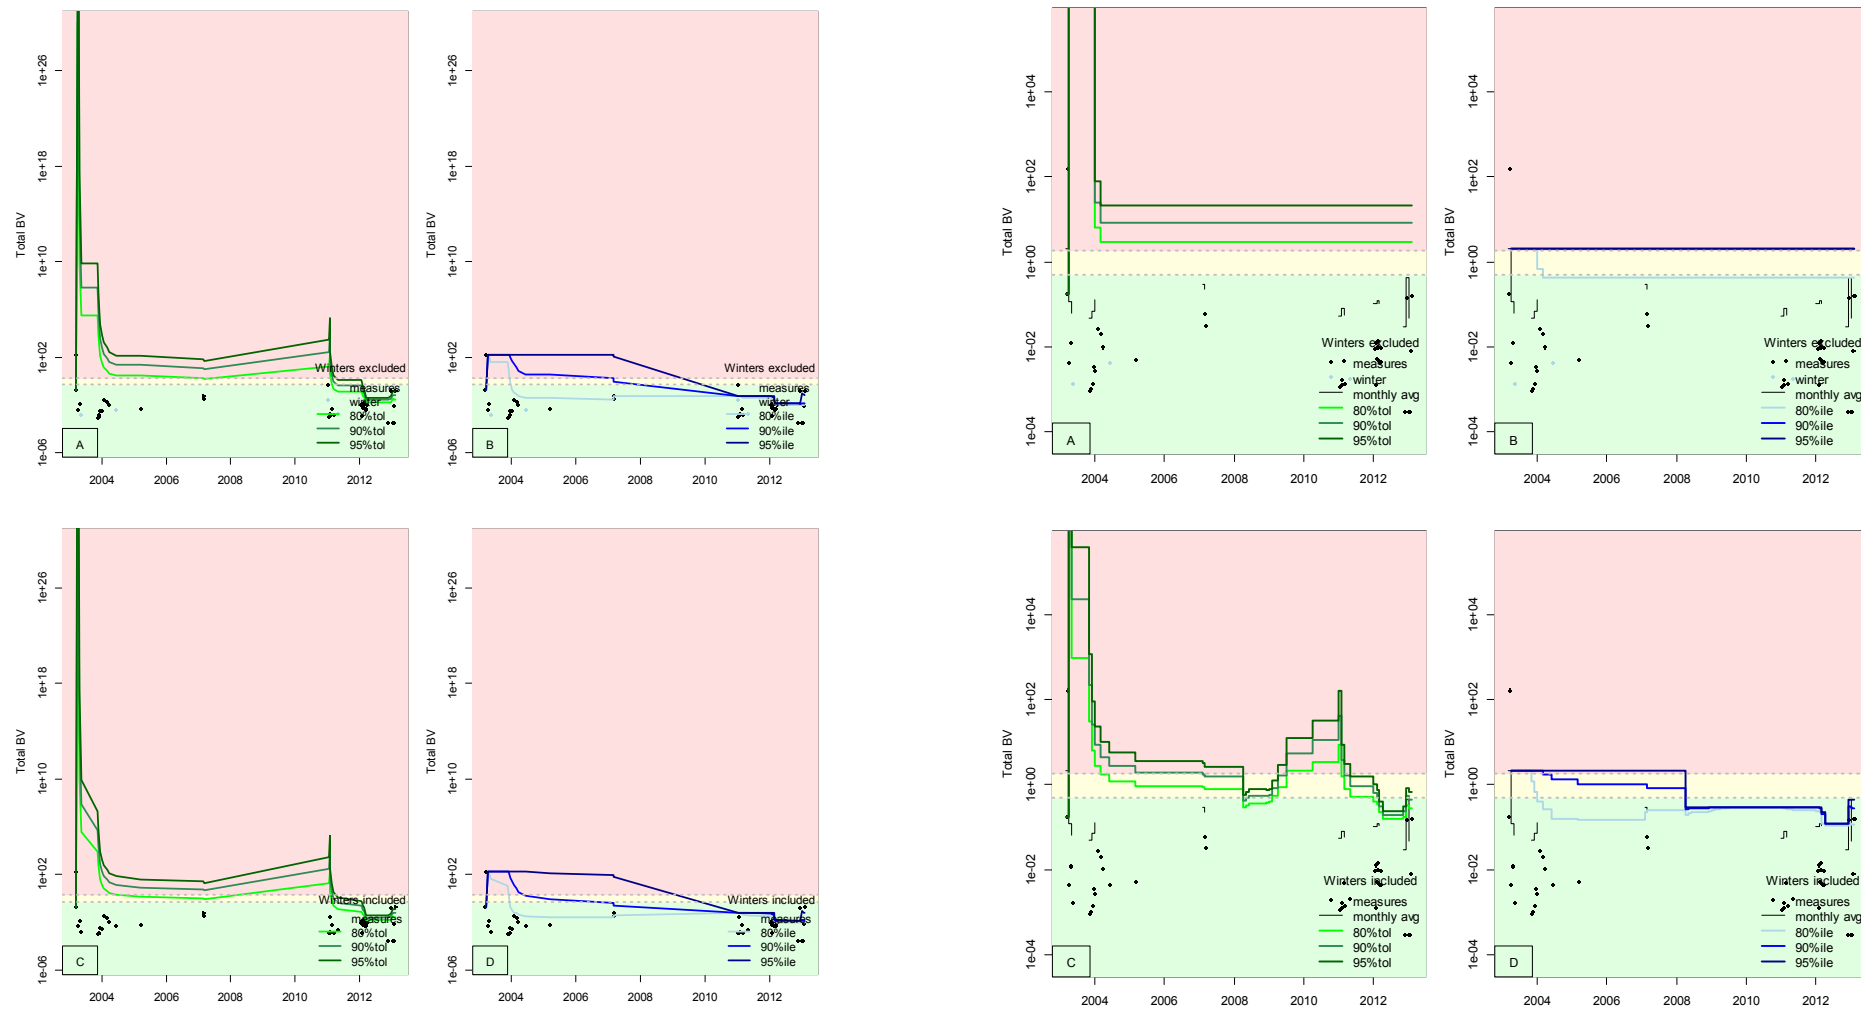 Total BV
1e-06
1e+02
1e+10
1e+18
1e+26
2004
2006
2008
2010
2012
Winters excluded
measures
winter
80%tol
90%tol
95%tol
A
Total BV
1e-06
1e+02
1e+10
1e+18
1e+26
2004
2006
2008
2010
2012
Winters excluded
measures
winter
80%ile
90%ile
95%ile
B
Total BV
1e-04
1e-02
1e+00
1e+02
1e+04
2004
2006
2008
2010
2012
Winters excluded
measures
winter
monthly avg
80%tol
90%tol
95%tol
A
Total BV
1e-04
1e-02
1e+00
1e+02
1e+04
2004
2006
2008
2010
2012
Winters excluded
measures
winter
monthly avg
80%ile
90%ile
95%ile
B
Total BV
1e-06
1e+02
1e+10
1e+18
1e+26
2004
2006
2008
2010
2012
Winters included
measures
80%tol
90%tol
95%tol
C
Total BV
1e-06
1e+02
1e+10
1e+18
1e+26
2004
2006
2008
2010
2012
Winters included
measures
80%ile
90%ile
95%ile
D
Total BV
1e-04
1e-02
1e+00
1e+02
1e+04
2004
2006
2008
2010
2012
Winters included
measures
monthly avg
80%tol
90%tol
95%tol
C
Total BV
1e-04
1e-02
1e+00
1e+02
1e+04
2004
2006
2008
2010
2012
Winters included
measures
monthly avg
80%ile
90%ile
95%ile
D